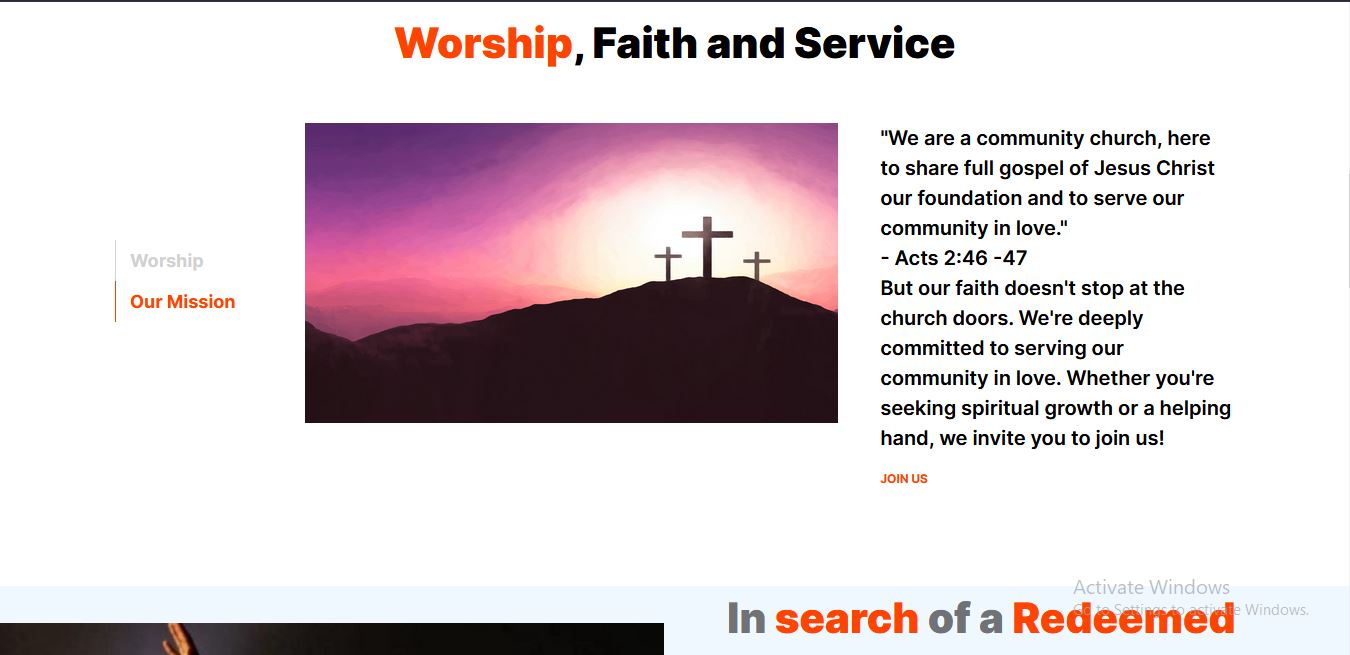 Worship, Faith and Service
Worship
Our Mission
"We are a community church, here
to share full gospel of Jesus Christ
our foundation and to serve our
community in love."
- Acts 2:46 -47
But our faith doesn't stop at the
church doors. We're deeply
committed to serving our
community in love. Whether you're
seeking spiritual growth or a helping
hand, we invite you to join us!
JOIN US
In search of a Redeemed
Activate Windows
Go to Settings to activate Windows.